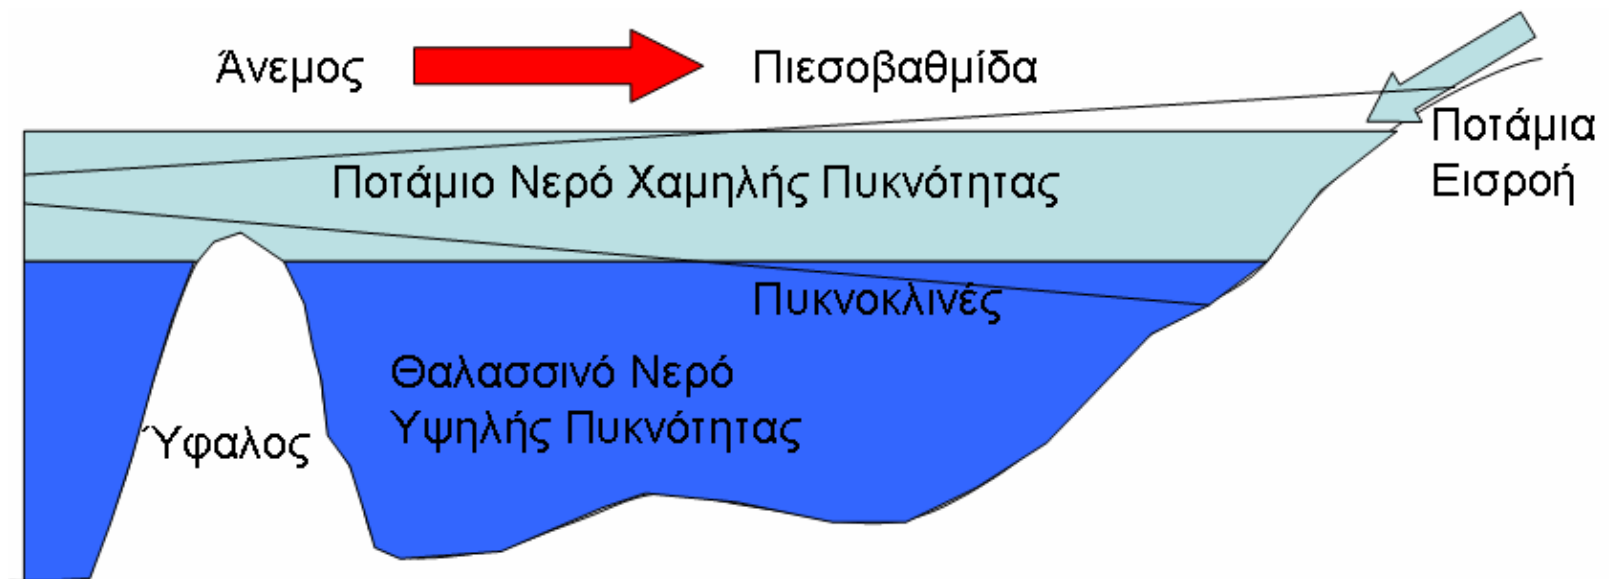 Άνεμος
Πιεσοβαθμίδα
Ποτάμια
Εισροή
Ποτάμιο Νερό Χαμηλής Πυκνότητας
Πυκνοκλινές
Θαλασσινό Νερό
Υψηλής Πυκνότητας
Ύφαλος